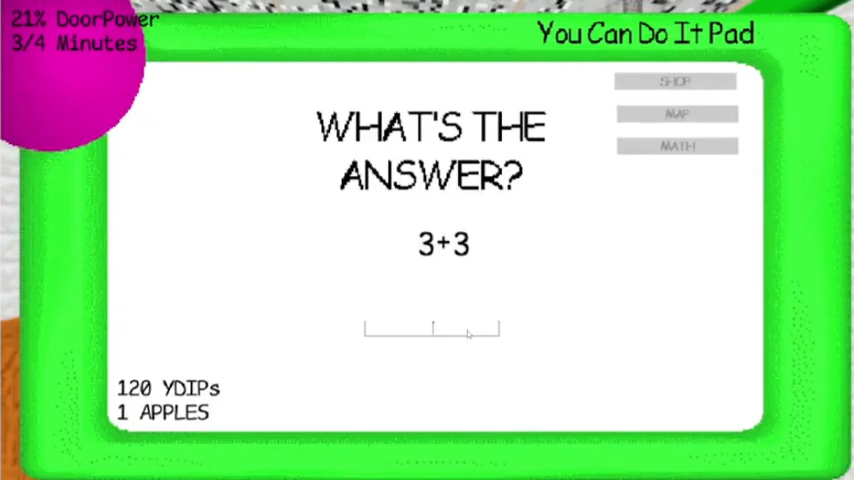 21% DoorPower
3/4 Minutes
You Can Do It Pad
SHOP
MAP
MATH
WHAT'S THE
ANSWER?
3+3
120 YDIPs
1 APPLES